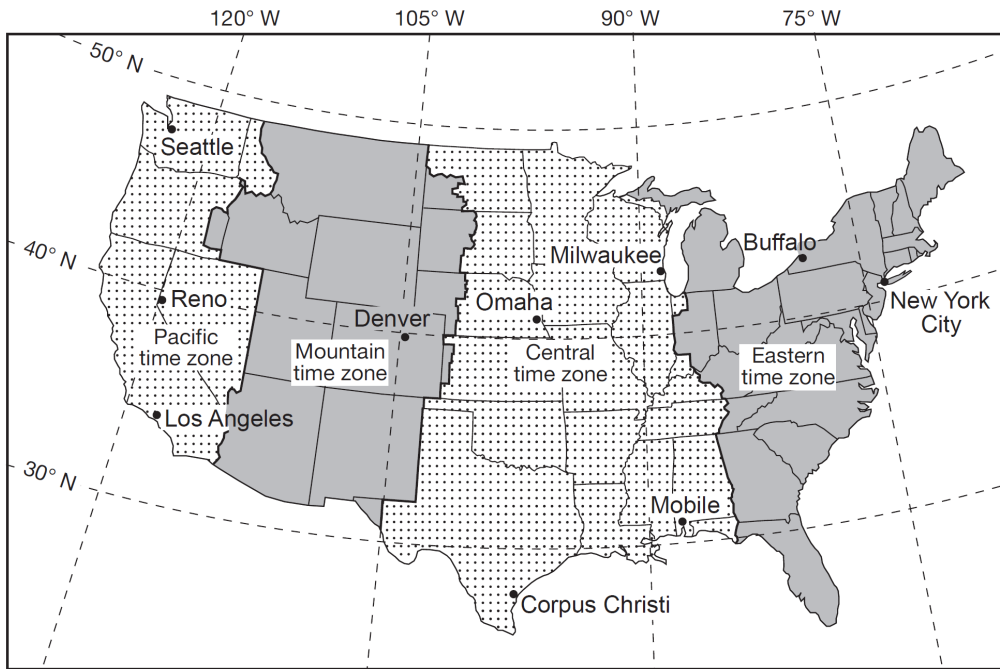 120° W
105° W
90° W
75° W
50° N
Seattle
40° N
Milwaukee
Buffalo
Reno
Omaha
New York
City
Denver
Pacific
time zone
Mountain
time zone
Central
time zone
Eastern
time zone
Los Angeles
30° N
Mobile
Corpus Christi